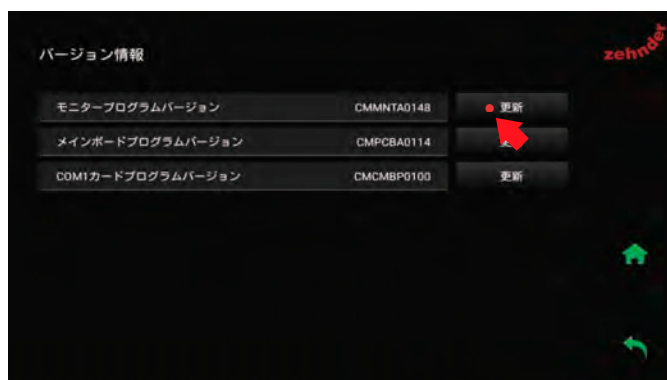 バージョン情報
zehnder
モニタープログラムバージョン CMMNTA0148 更新
メインボードプログラムバージョン CMPCBA0114
COM1カードプログラムバージョン CMCMBP0100 更新